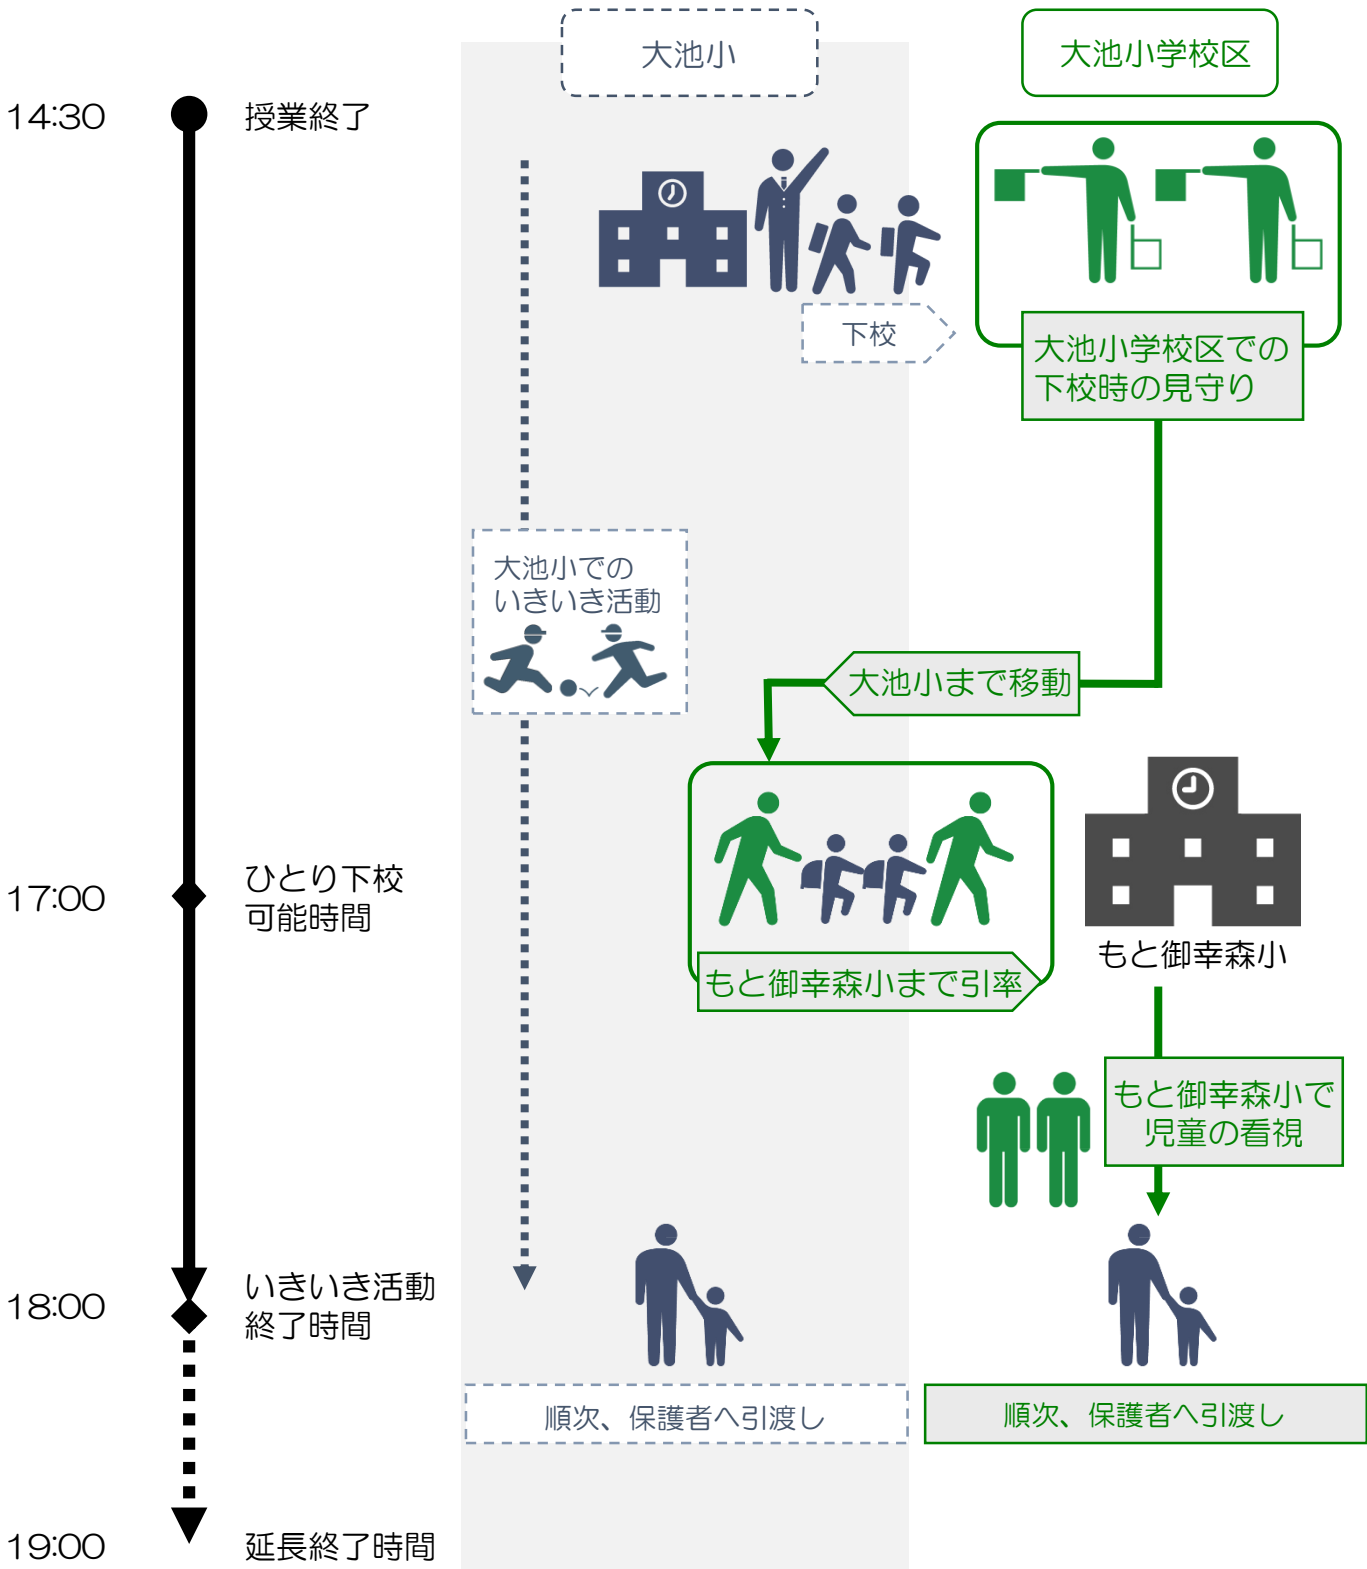 大池小
大池小学校区
14:30
授業終了
下校
大池小学校区での
下校時の見守り
大池小での
いきいき活動
大池小まで移動
17:00
ひとり下校
可能時間
もと御幸森小
もと御幸森小まで引率
もと御幸森小で
児童の看視
18:00
いきいき活動
終了時間
順次、保護者へ引渡し
順次、保護者へ引渡し
19:00
延長終了時間